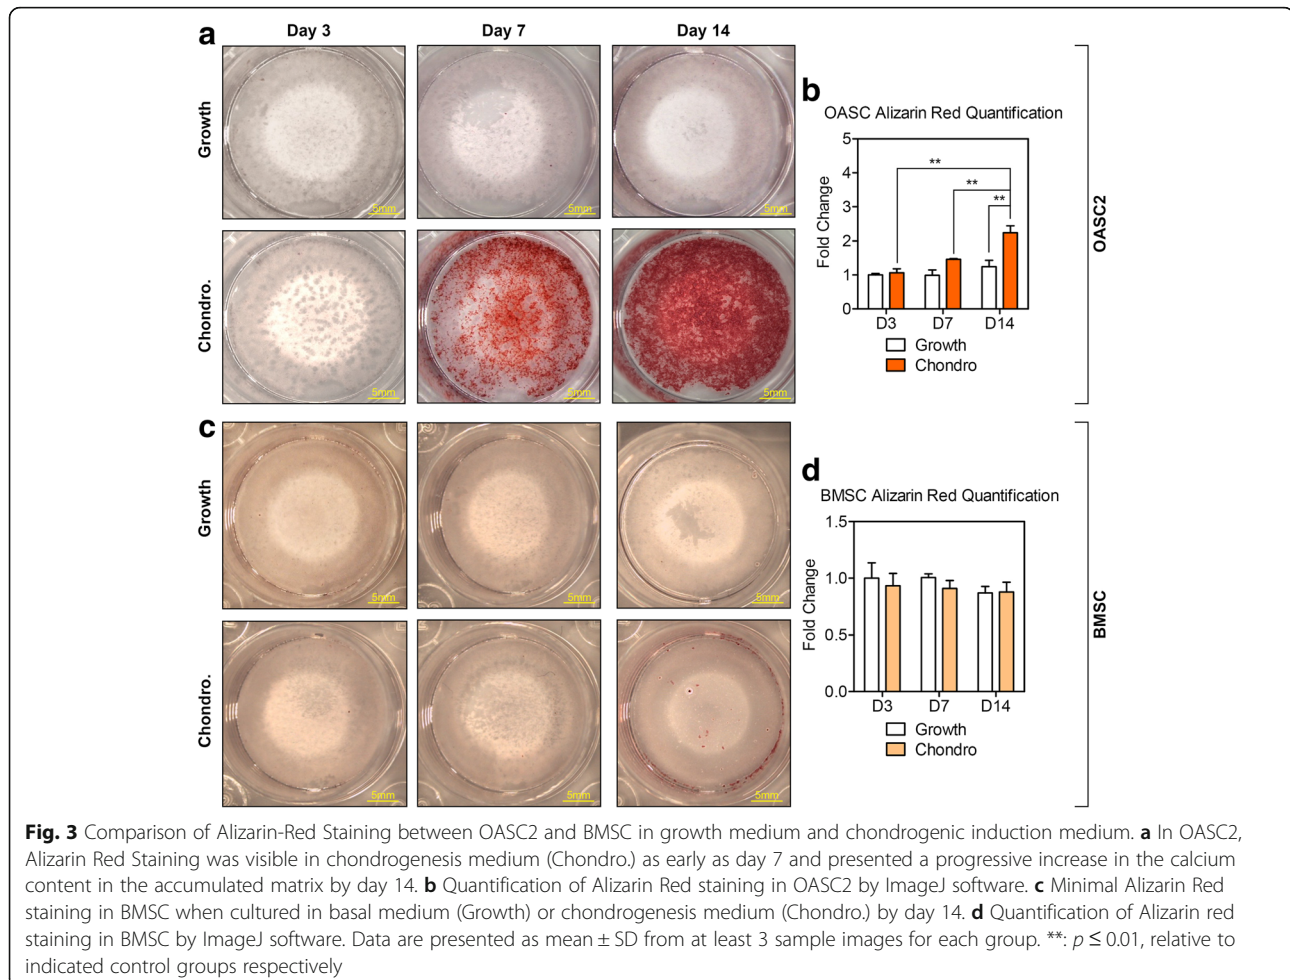 a
Day 3
Day 7
Day 14
Growth
5mm
5mm
5mm
Chondro.
5mm
5mm
5mm
b
OASC Alizarin Red Quantification
Fold Change
5
4
3
2
1
0
**
**
**
D3
D7
D14
Growth
Chondro
OASC2
c
Growth
5mm
5mm
5mm
Chondro.
5mm
5mm
5mm
d
BMSC Alizarin Red Quantification
Fold Change
1.5
1.0
0.5
0.0
D3
D7
D14
Growth
Chondro
BMSC
Fig. 3 Comparison of Alizarin-Red Staining between OASC2 and BMSC in growth medium and chondrogenic induction medium. a In OASC2,
Alizarin Red Staining was visible in chondrogenesis medium (Chondro.) as early as day 7 and presented a progressive increase in the calcium
content in the accumulated matrix by day 14. b Quantification of Alizarin Red staining in OASC2 by ImageJ software. c Minimal Alizarin Red
staining in BMSC when cultured in basal medium (Growth) or chondrogenesis medium (Chondro.) by day 14. d Quantification of Alizarin red
staining in BMSC by ImageJ software. Data are presented as mean ± SD from at least 3 sample images for each group. **: p ≤ 0.01, relative to
indicated control groups respectively